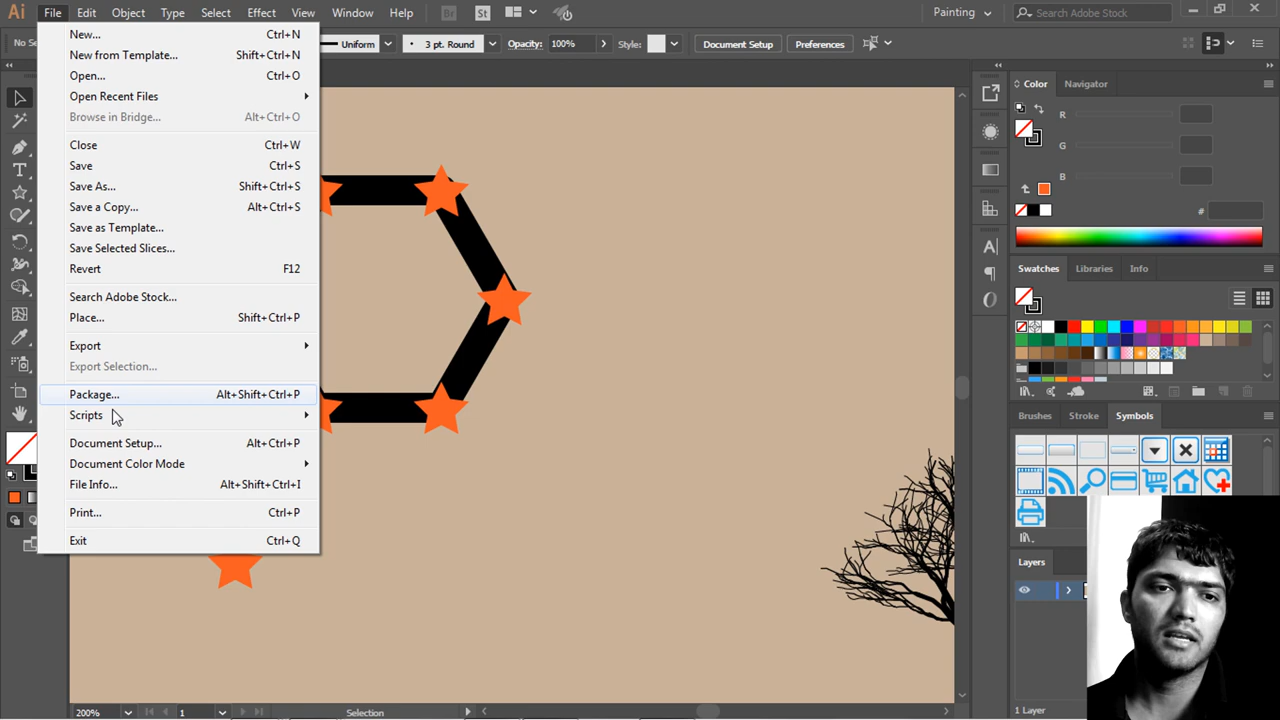 Ai File Edit Object Type Select Effect View Window Help Br St Painting Search Adobe Stock
No Se Uniform 3 pt. Round Opacity: 100% Style: Document Setup Preferences
New... Ctrl+N
New from Template... Shift+Ctrl+N
Open... Ctrl+O
Open Recent Files
Browse in Bridge... Alt+Ctrl+O
Close Ctrl+W
Save Ctrl+S
Save As... Shift+Ctrl+S
Save a Copy... Alt+Ctrl+S
Save as Template...
Save Selected Slices...
Revert F12
Search Adobe Stock...
Place... Shift+Ctrl+P
Export
Export Selection...
Package... Alt+Shift+Ctrl+P
Scripts
Document Setup... Alt+Ctrl+P
Document Color Mode
File Info... Alt+Shift+Ctrl+I
Print... Ctrl+P
Exit Ctrl+Q
Color Navigator
R
G
B
#
Swatches Libraries Info
Brushes Stroke Symbols
Layers
1 Layer
200% 1 Selection